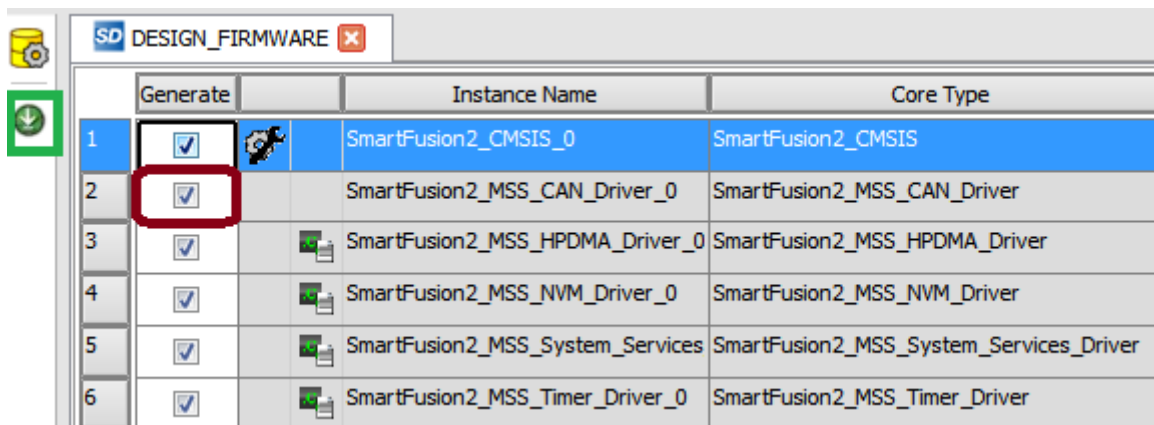 SD DESIGN_FIRMWARE
Generate Instance Name Core Type
1 SmartFusion2_CMSIS_0 SmartFusion2_CMSIS
2 SmartFusion2_MSS_CAN_Driver_0 SmartFusion2_MSS_CAN_Driver
3 SmartFusion2_MSS_HPDMA_Driver_0 SmartFusion2_MSS_HPDMA_Driver
4 SmartFusion2_MSS_NVM_Driver_0 SmartFusion2_MSS_NVM_Driver
5 SmartFusion2_MSS_System_Services SmartFusion2_MSS_System_Services_Driver
6 SmartFusion2_MSS_Timer_Driver_0 SmartFusion2_MSS_Timer_Driver